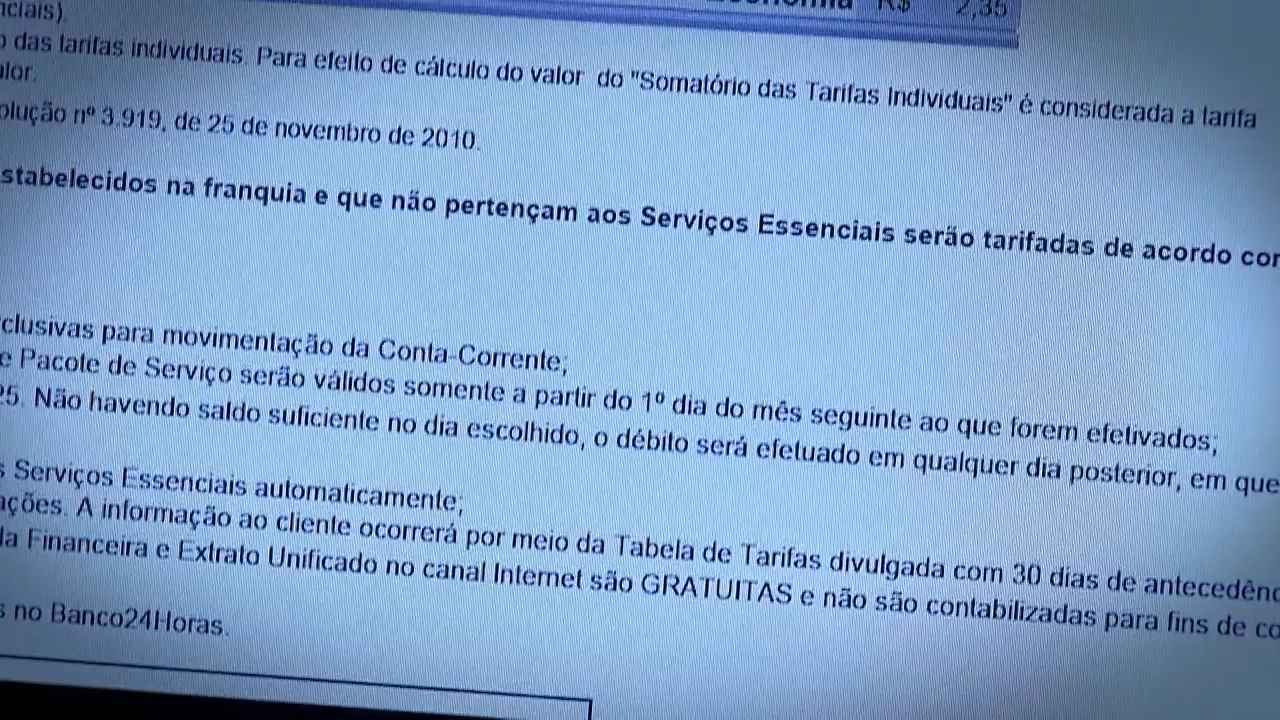 nciais).
R$ 2,35
o das tarifas individuais. Para efeito de cálculo do valor do "Somatório das Tarifas Individuais" é considerada a tarifa
alor.
olução nº 3.919, de 25 de novembro de 2010.
stabelecidos na franquia e que não pertençam aos Serviços Essenciais serão tarifadas de acordo con
clusivas para movimentação da Conta-Corrente;
e Pacote de Serviço serão válidos somente a partir do 1º dia do mês seguinte ao que forem efetivados;
25. Não havendo saldo suficiente no dia escolhido, o débito será efetuado em qualquer dia posterior, em que
s Serviços Essenciais automaticamente;
ações. A informação ao cliente ocorrerá por meio da Tabela de Tarifas divulgada com 30 dias de antecedênc
da Financeira e Extrato Unificado no canal Internet são GRATUITAS e não são contabilizadas para fins de co
s no Banco24Horas.